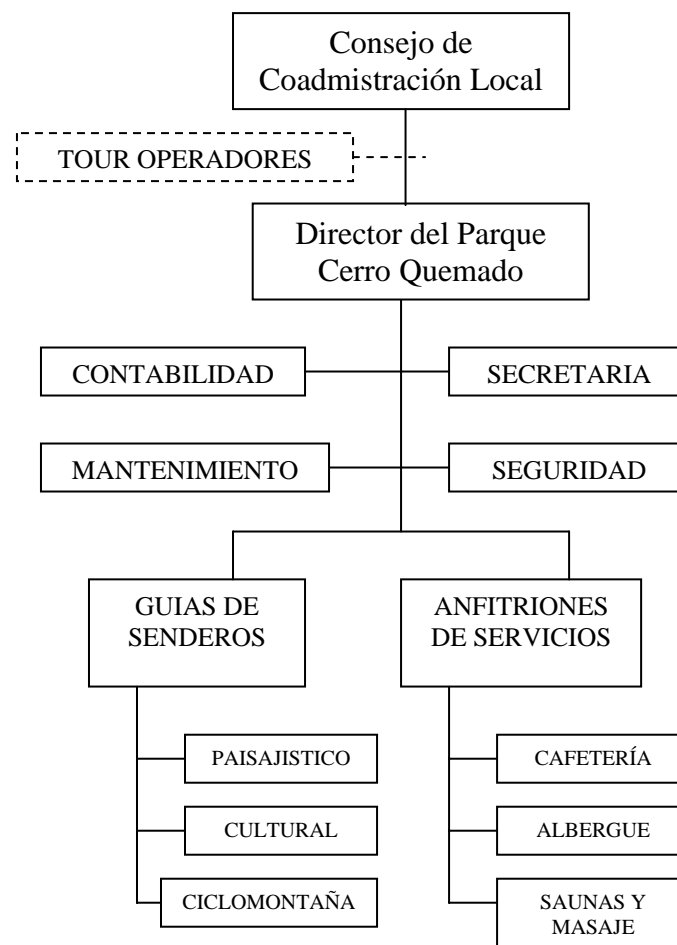 Consejo de
Coadmistración Local
TOUR OPERADORES
Director del Parque
Cerro Quemado
CONTABILIDAD
SECRETARIA
MANTENIMIENTO
SEGURIDAD
GUIAS DE
SENDEROS
ANFITRIONES
DE SERVICIOS
PAISAJISTICO
CAFETERÍA
CULTURAL
ALBERGUE
CICLOMONTAÑA
SAUNAS Y
MASAJE